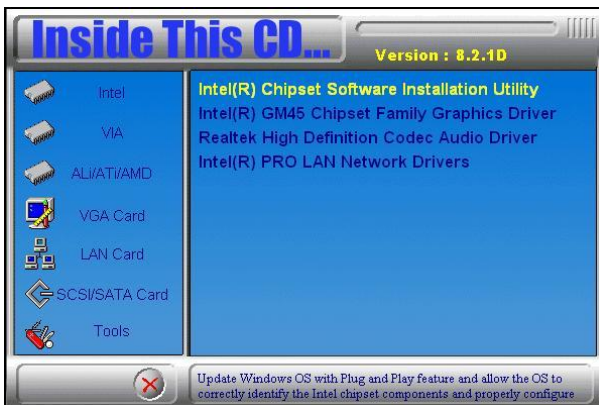 Inside This CD...
Version : 8.2.1D
Intel
VIA
ALi/ATi/AMD
VGA Card
LAN Card
SCSI/SATA Card
Tools
Intel(R) Chipset Software Installation Utility
Intel(R) GM45 Chipset Family Graphics Driver
Realtek High Definition Codec Audio Driver
Intel(R) PRO LAN Network Drivers
Update Windows OS with Plug and Play feature and allow the OS to
correctly identify the Intel chipset components and properly configure